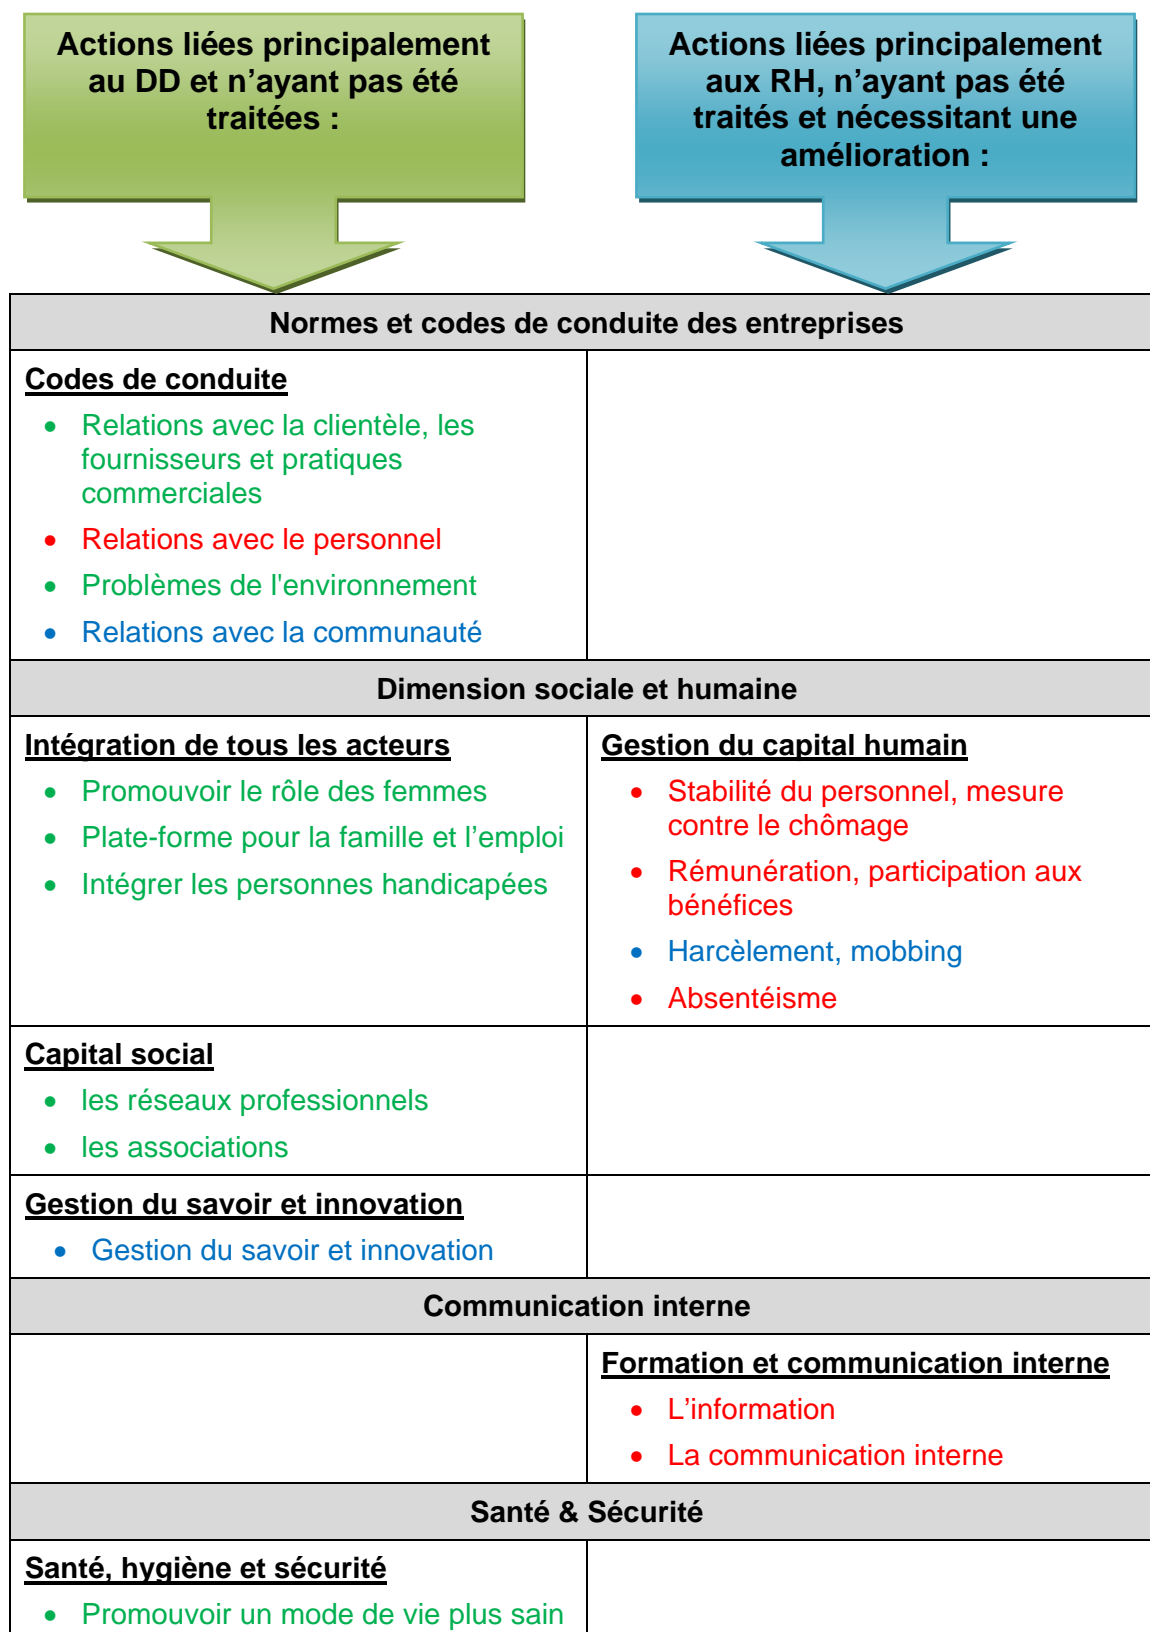 Actions liées principalement
au DD et n’ayant pas été
traitées :
Actions liées principalement
aux RH, n’ayant pas été
traités et nécessitant une
amélioration :
Normes et codes de conduite des entreprises
Codes de conduite
• Relations avec la clientèle, les
fournisseurs et pratiques
commerciales
• Relations avec le personnel
• Problèmes de l'environnement
• Relations avec la communauté
Dimension sociale et humaine
Intégration de tous les acteurs
• Promouvoir le rôle des femmes
• Plate-forme pour la famille et l’emploi
• Intégrer les personnes handicapées
Gestion du capital humain
• Stabilité du personnel, mesure
contre le chômage
• Rémunération, participation aux
bénéfices
• Harcèlement, mobbing
• Absentéisme
Capital social
• les réseaux professionnels
• les associations
Gestion du savoir et innovation
• Gestion du savoir et innovation
Communication interne
Formation et communication interne
• L’information
• La communication interne
Santé & Sécurité
Santé, hygiène et sécurité
• Promouvoir un mode de vie plus sain